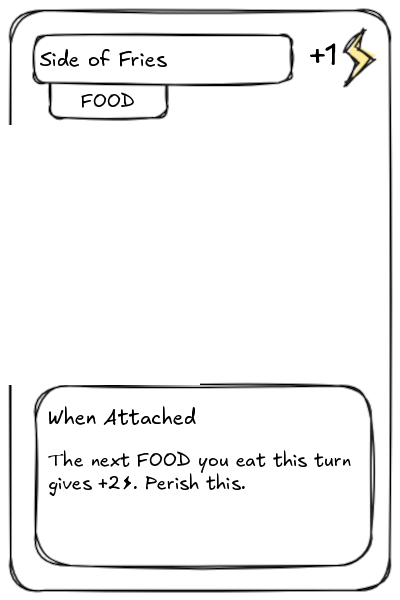 Side of Fries
+1⚡
FOOD
When Attached
The next FOOD you eat this turn
gives +2⚡. Perish this.